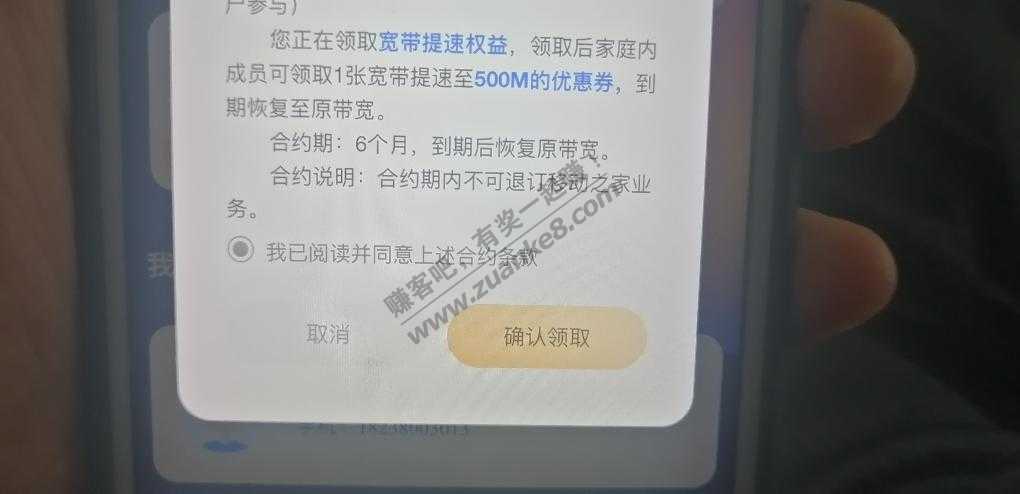 户参与）
您正在领取宽带提速权益，领取后家庭内
成员可领取1张宽带提速至500M的优惠券，到
期恢复至原带宽。
合约期：6个月，到期后恢复原带宽。
合约说明：合约期内不可退订移动之家业
务。
我已阅读并同意上述合约条款
赚客吧，有奖一起赚！
www.zuanke8.com
取消
确认领取
我
18238003013